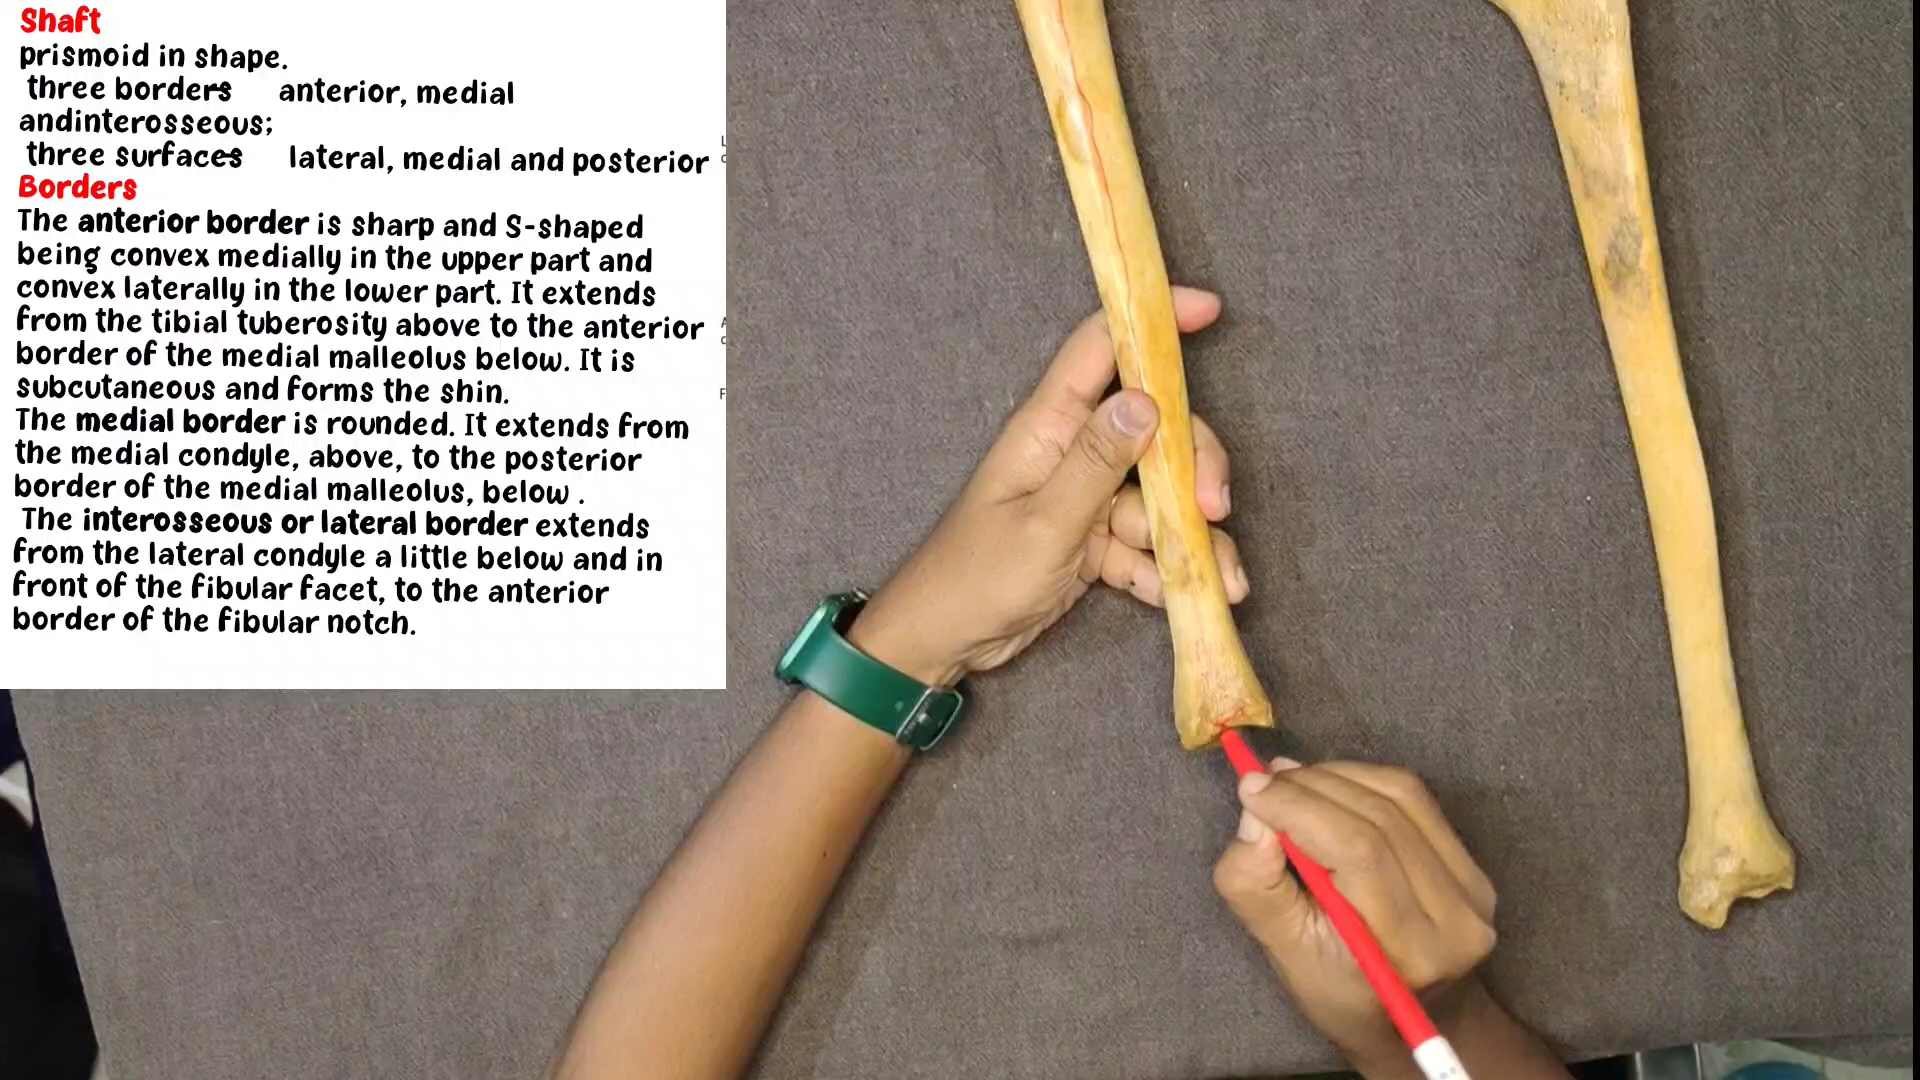 Shaft
prismoid in shape.
three borders anterior, medial
andinterosseous;
three surfaces lateral, medial and posterior
Borders
The anterior border is sharp and S-shaped
being convex medially in the upper part and
convex laterally in the lower part. It extends
from the tibial tuberosity above to the anterior
border of the medial malleolus below. It is
subcutaneous and forms the shin.
The medial border is rounded. It extends from
the medial condyle, above, to the posterior
border of the medial malleolus, below .
The interosseous or lateral border extends
from the lateral condyle a little below and in
front of the fibular facet, to the anterior
border of the fibular notch.